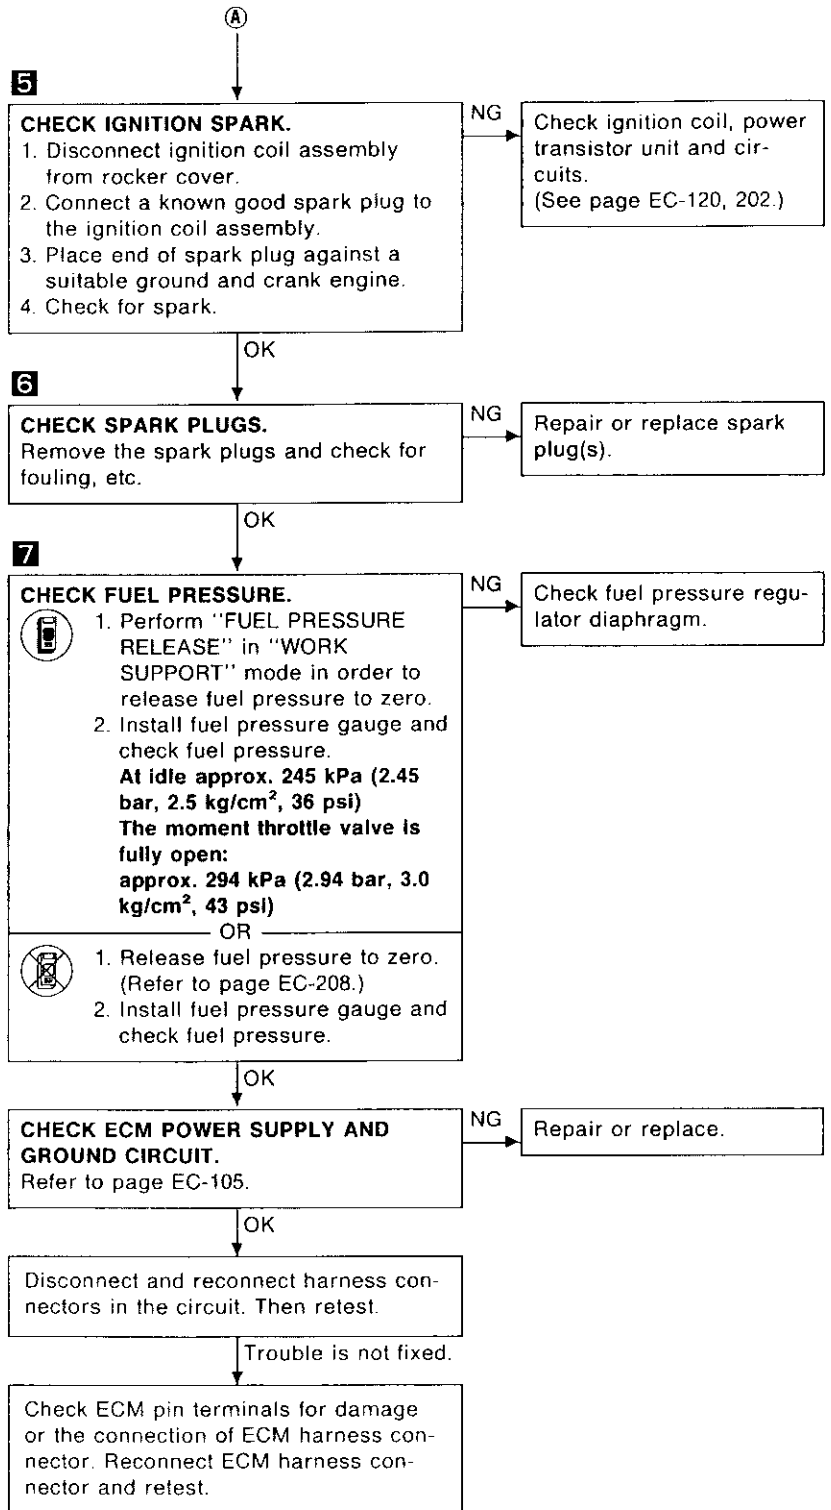 Ⓐ
5
CHECK IGNITION SPARK.
1. Disconnect ignition coil assembly
from rocker cover.
2. Connect a known good spark plug to
the ignition coil assembly.
3. Place end of spark plug against a
suitable ground and crank engine.
4. Check for spark.
NG
Check ignition coil, power
transistor unit and cir-
cuits.
(See page EC-120, 202.)
OK
6
CHECK SPARK PLUGS.
Remove the spark plugs and check for
fouling, etc.
NG
Repair or replace spark
plug(s).
OK
7
CHECK FUEL PRESSURE.
1. Perform "FUEL PRESSURE
RELEASE" in "WORK
SUPPORT" mode in order to
release fuel pressure to zero.
2. Install fuel pressure gauge and
check fuel pressure.
At idle approx. 245 kPa (2.45
bar, 2.5 kg/cm², 36 psi)
The moment throttle valve is
fully open:
approx. 294 kPa (2.94 bar, 3.0
kg/cm², 43 psi)
OR
1. Release fuel pressure to zero.
(Refer to page EC-208.)
2. Install fuel pressure gauge and
check fuel pressure.
NG
Check fuel pressure regu-
lator diaphragm.
OK
CHECK ECM POWER SUPPLY AND
GROUND CIRCUIT.
Refer to page EC-105.
NG
Repair or replace.
OK
Disconnect and reconnect harness con-
nectors in the circuit. Then retest.
Trouble is not fixed.
Check ECM pin terminals for damage
or the connection of ECM harness con-
nector. Reconnect ECM harness con-
nector and retest.